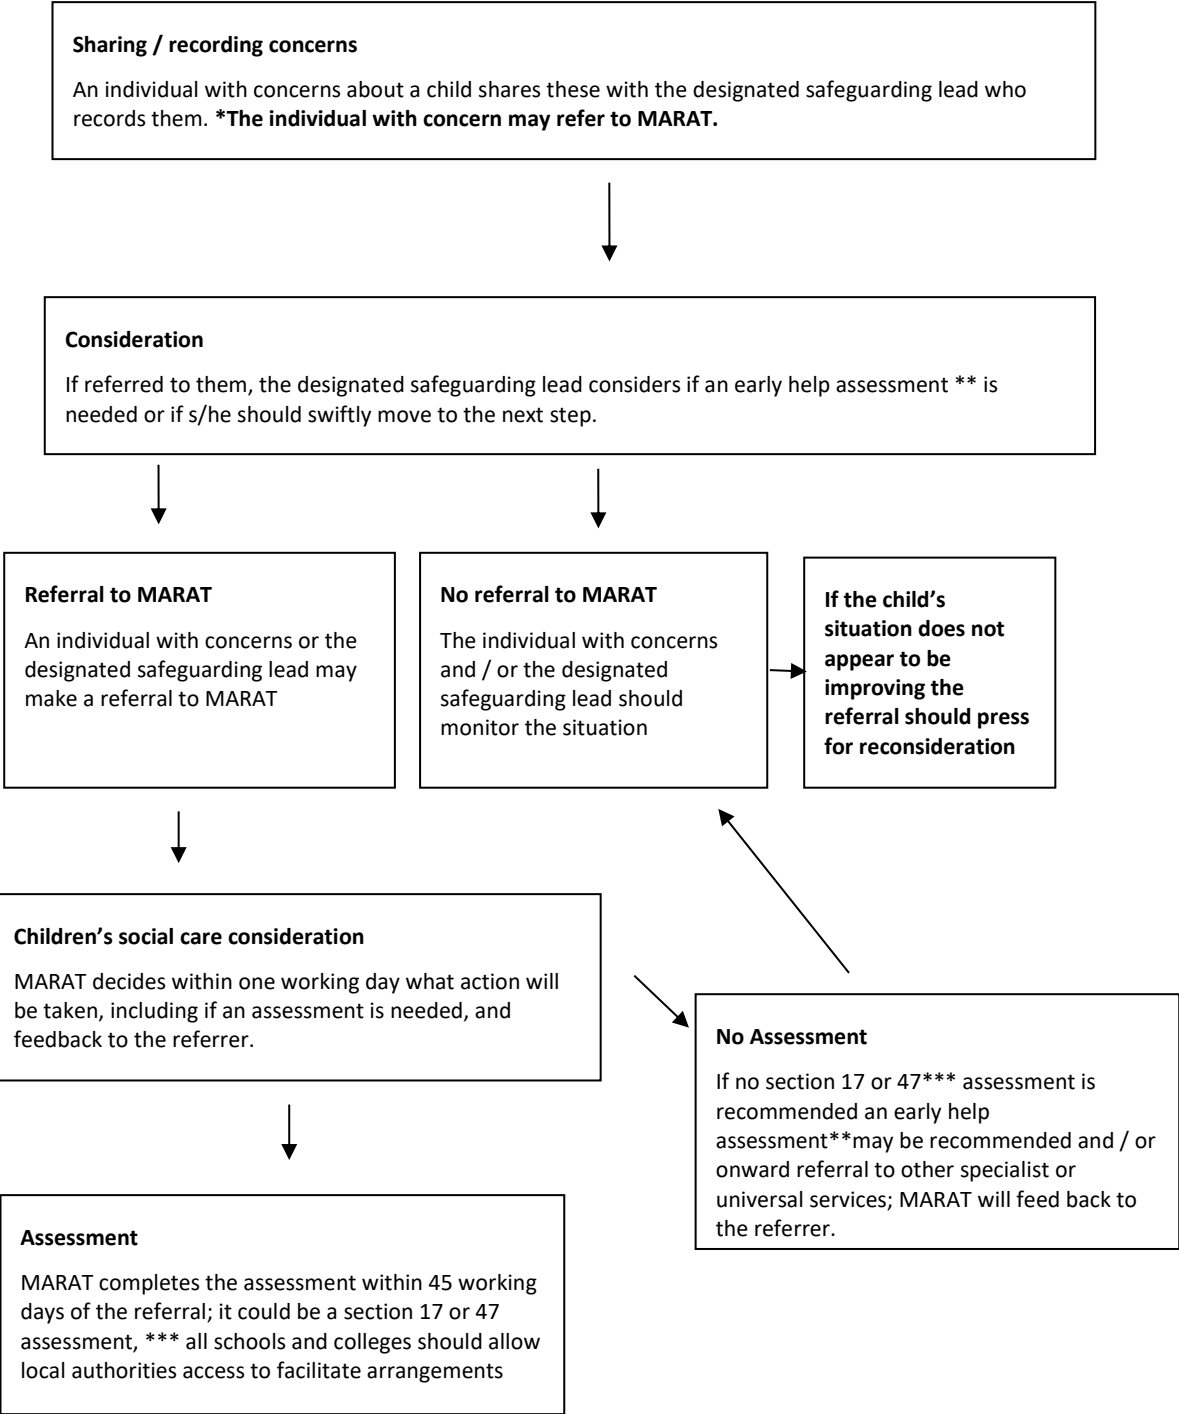 Sharing / recording concerns
An individual with concerns about a child shares these with the designated safeguarding lead who
records them. *The individual with concern may refer to MARAT.
Consideration
If referred to them, the designated safeguarding lead considers if an early help assessment ** is
needed or if s/he should swiftly move to the next step.
Referral to MARAT
An individual with concerns or the
designated safeguarding lead may
make a referral to MARAT
No referral to MARAT
The individual with concerns
and / or the designated
safeguarding lead should
monitor the situation
If the child’s
situation does not
appear to be
improving the
referral should press
for reconsideration
Children’s social care consideration
MARAT decides within one working day what action will
be taken, including if an assessment is needed, and
feedback to the referrer.
No Assessment
If no section 17 or 47*** assessment is
recommended an early help
assessment**may be recommended and / or
onward referral to other specialist or
universal services; MARAT will feed back to
the referrer.
Assessment
MARAT completes the assessment within 45 working
days of the referral; it could be a section 17 or 47
assessment, *** all schools and colleges should allow
local authorities access to facilitate arrangements